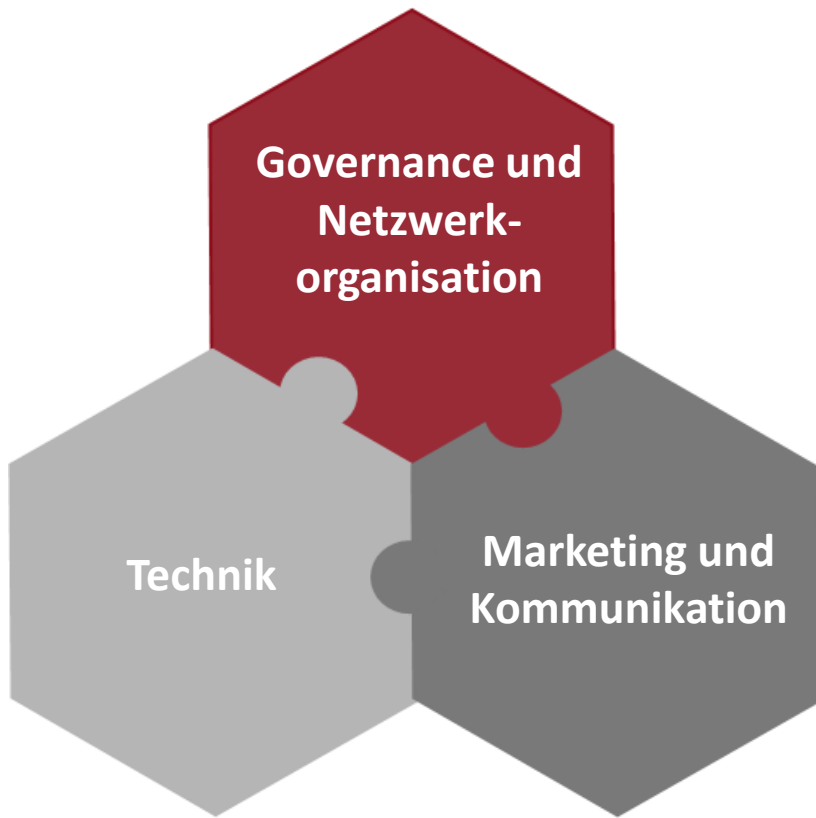 Governance und
Netzwerk-
organisation
Technik
Marketing und
Kommunikation